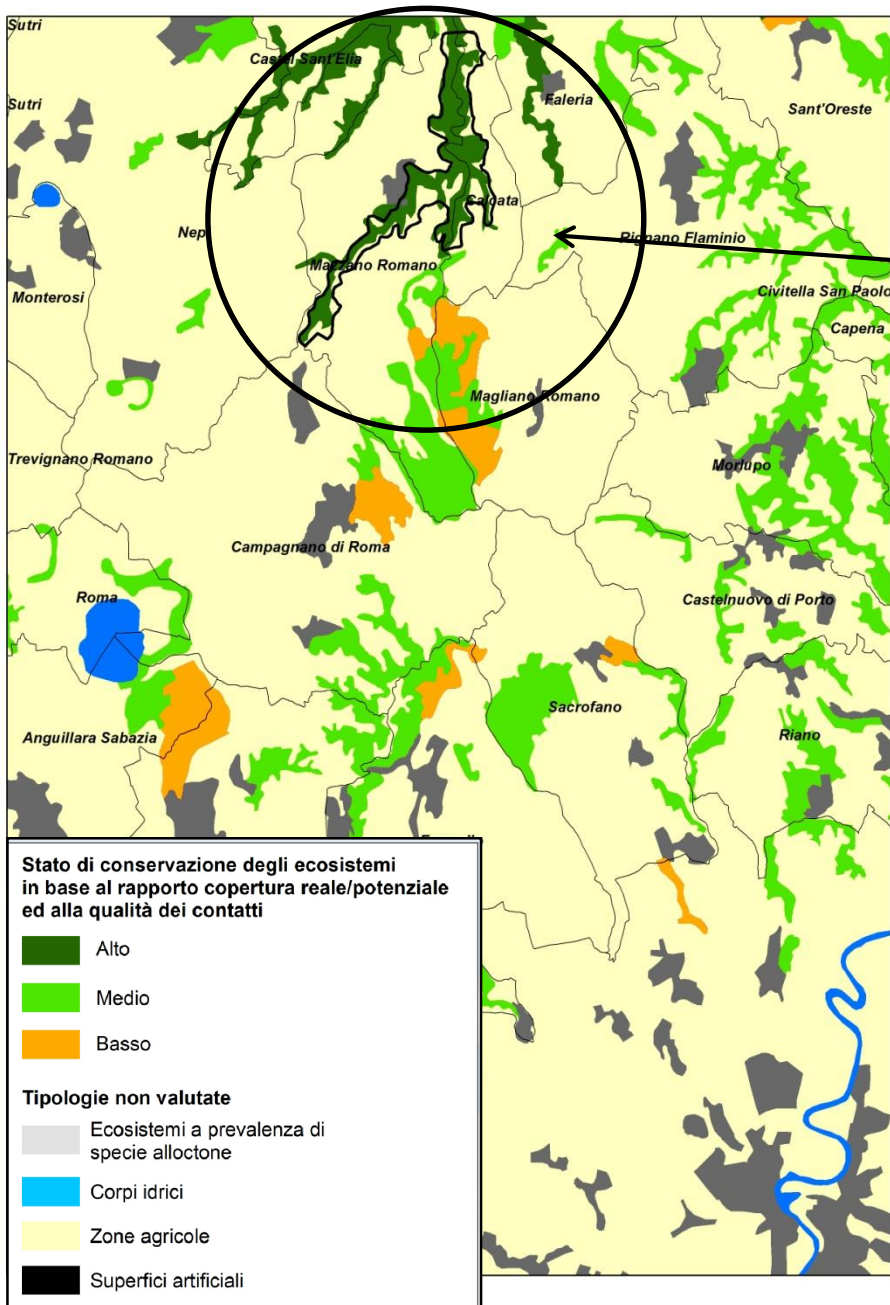 Sutri
Castel Sant'Elia
Faleria
Sant'Oreste
Sutri
Calcata
Rignano Flaminio
Mazzano Romano
Monterosi
Civitella San Paolo
Capena
Magliano Romano
Trevignano Romano
Morlupo
Campagnano di Roma
Roma
Castelnuovo di Porto
Sacrofano
Anguillara Sabazia
Riano
Stato di conservazione degli ecosistemi
in base al rapporto copertura reale/potenziale
ed alla qualità dei contatti
Alto
Medio
Basso
Tipologie non valutate
Ecosistemi a prevalenza di
specie alloctone
Corpi idrici
Zone agricole
Superfici artificiali